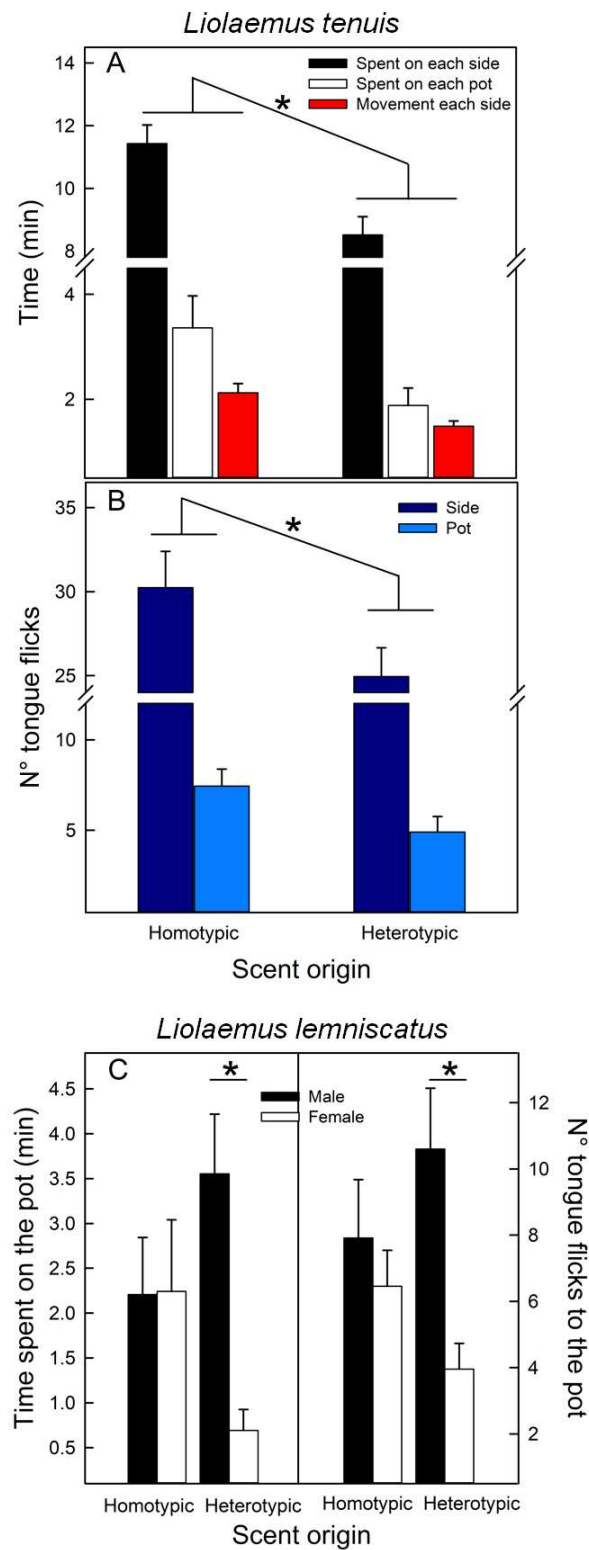 Liolaemus tenuis
A
Spent on each side
Spent on each pot
Movement each side
*
14
12
10
8
4
2
Time (min)
B
Side
Pot
*
35
30
25
10
5
N° tongue flicks
Homotypic Heterotypic
Scent origin
Liolaemus lemniscatus
C
*
*
Male
Female
4.5
4.0
3.5
3.0
2.5
2.0
1.5
1.0
0.5
Time spent on the pot (min)
12
10
8
6
4
2
N° tongue flicks to the pot
Homotypic Heterotypic Homotypic Heterotypic
Scent origin